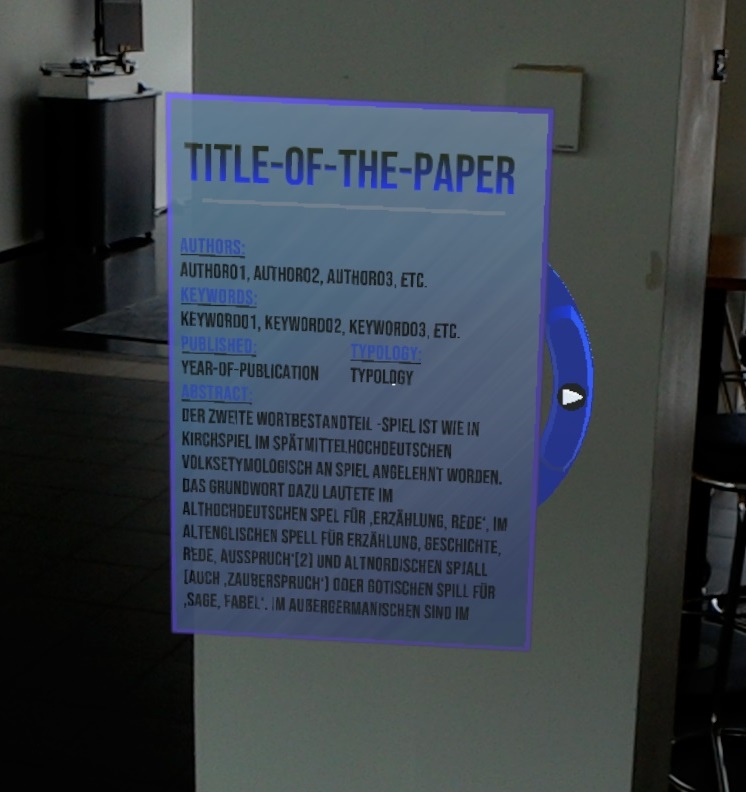 TITLE-OF-THE-PAPER
AUTHORS:
AUTHOR01, AUTHOR02, AUTHOR03, ETC.
KEYWORDS:
KEYWORD01, KEYWORD02, KEYWORD03, ETC.
PUBLISHED: TYPOLOGY:
YEAR-OF-PUBLICATION TYPOLOGY
ABSTRACT:
DER ZWEITE WORTBESTANDTEIL -SPIEL IST WIE IN
KIRCHSPIEL IM SPÄTMITTELHOCHDEUTSCHEN
VOLKSETYMOLOGISCH AN SPIEL ANGELEHNT WORDEN.
DAS GRUNDWORT DAZU LAUTETE IM
ALTHOCHDEUTSCHEN SPEL FÜR ‚ERZÄHLUNG, REDE‘, IM
ALTENGLISCHEN SPELL FÜR ERZÄHLUNG, GESCHICHTE,
REDE, AUSSPRUCH‘[2] UND ALTNORDISCHEN SPJALL
(AUCH ‚ZAUBERSPRUCH‘) ODER GOTISCHEN SPILL FÜR
‚SAGE, FABEL‘. IM AUßERGERMANISCHEN SIND IM